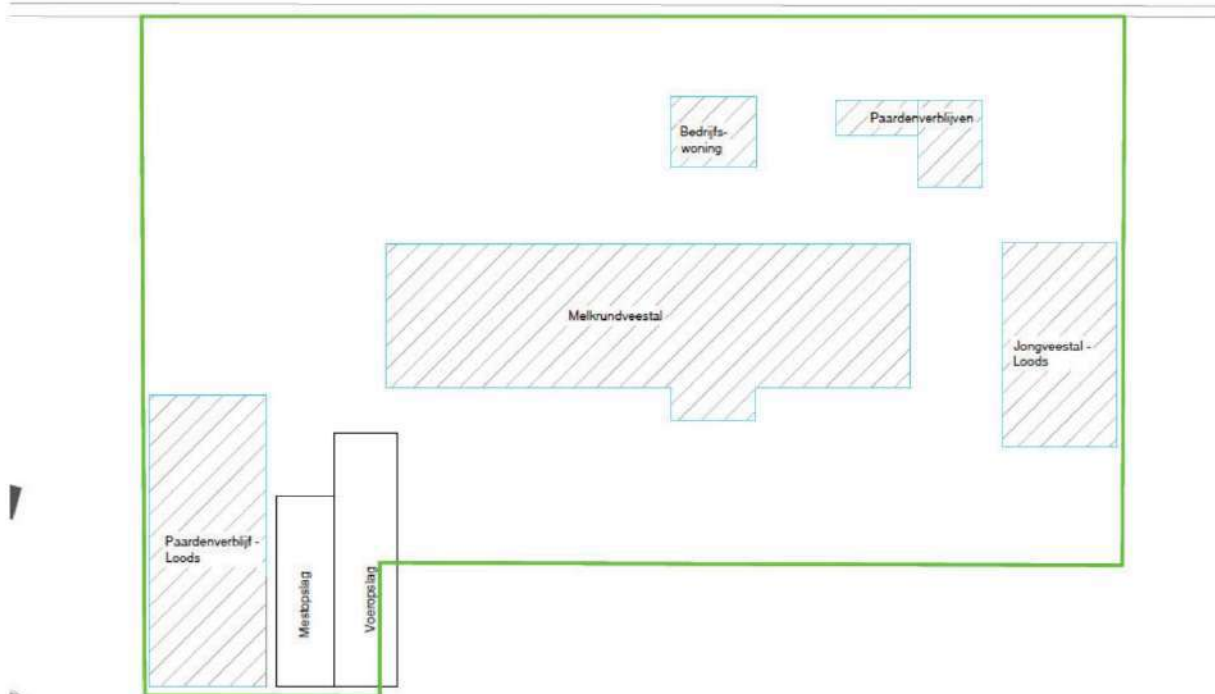 Bedrijfs-
woning
Paardenverblijven
Melkrundveestal
Jongveestal -
Loods
Paardenverblijf -
Loods
Mestopslag
Voeropslag